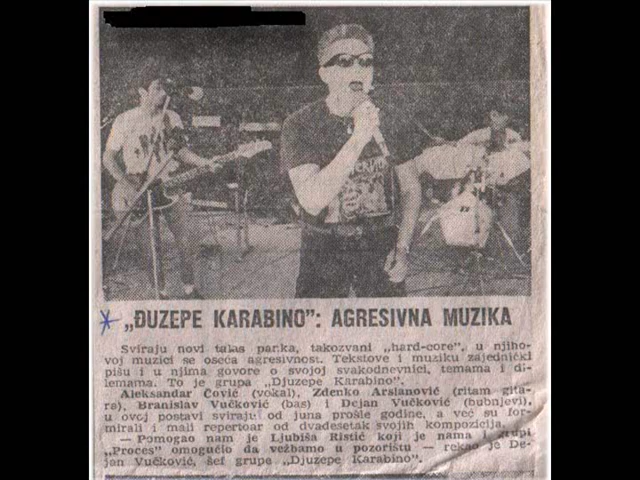 „ĐUZEPE KARABINO”: AGRESIVNA MUZIKA
Sviraju novi talas panka, takozvani „hard-core”, u njiho-
voj muzici se oseća agresivnost. Tekstove i muziku zajednički
pišu i u njima govore o svojoj svakodnevici, temama i di-
lemama. To je grupa „Djuzepe Karabino”.
Aleksandar Čović (vokal), Zdenko Arslanović (ritam gita-
rs), Branislav Vučković (bas) i Dejan Vučković (bubnjevi).
u ovoj postavi sviraju od juna prošle godine, a već su for-
mirali i mali repertoar od dvadesetak svojih kompozicija.
— Pomogao nam je Ljubiša Ristić koji je nama i grupi
„Proces” omogućio da vežbamo u pozorištu — rekao je De-
jan Vučković, šef grupe „Djuzepe Karabino”.